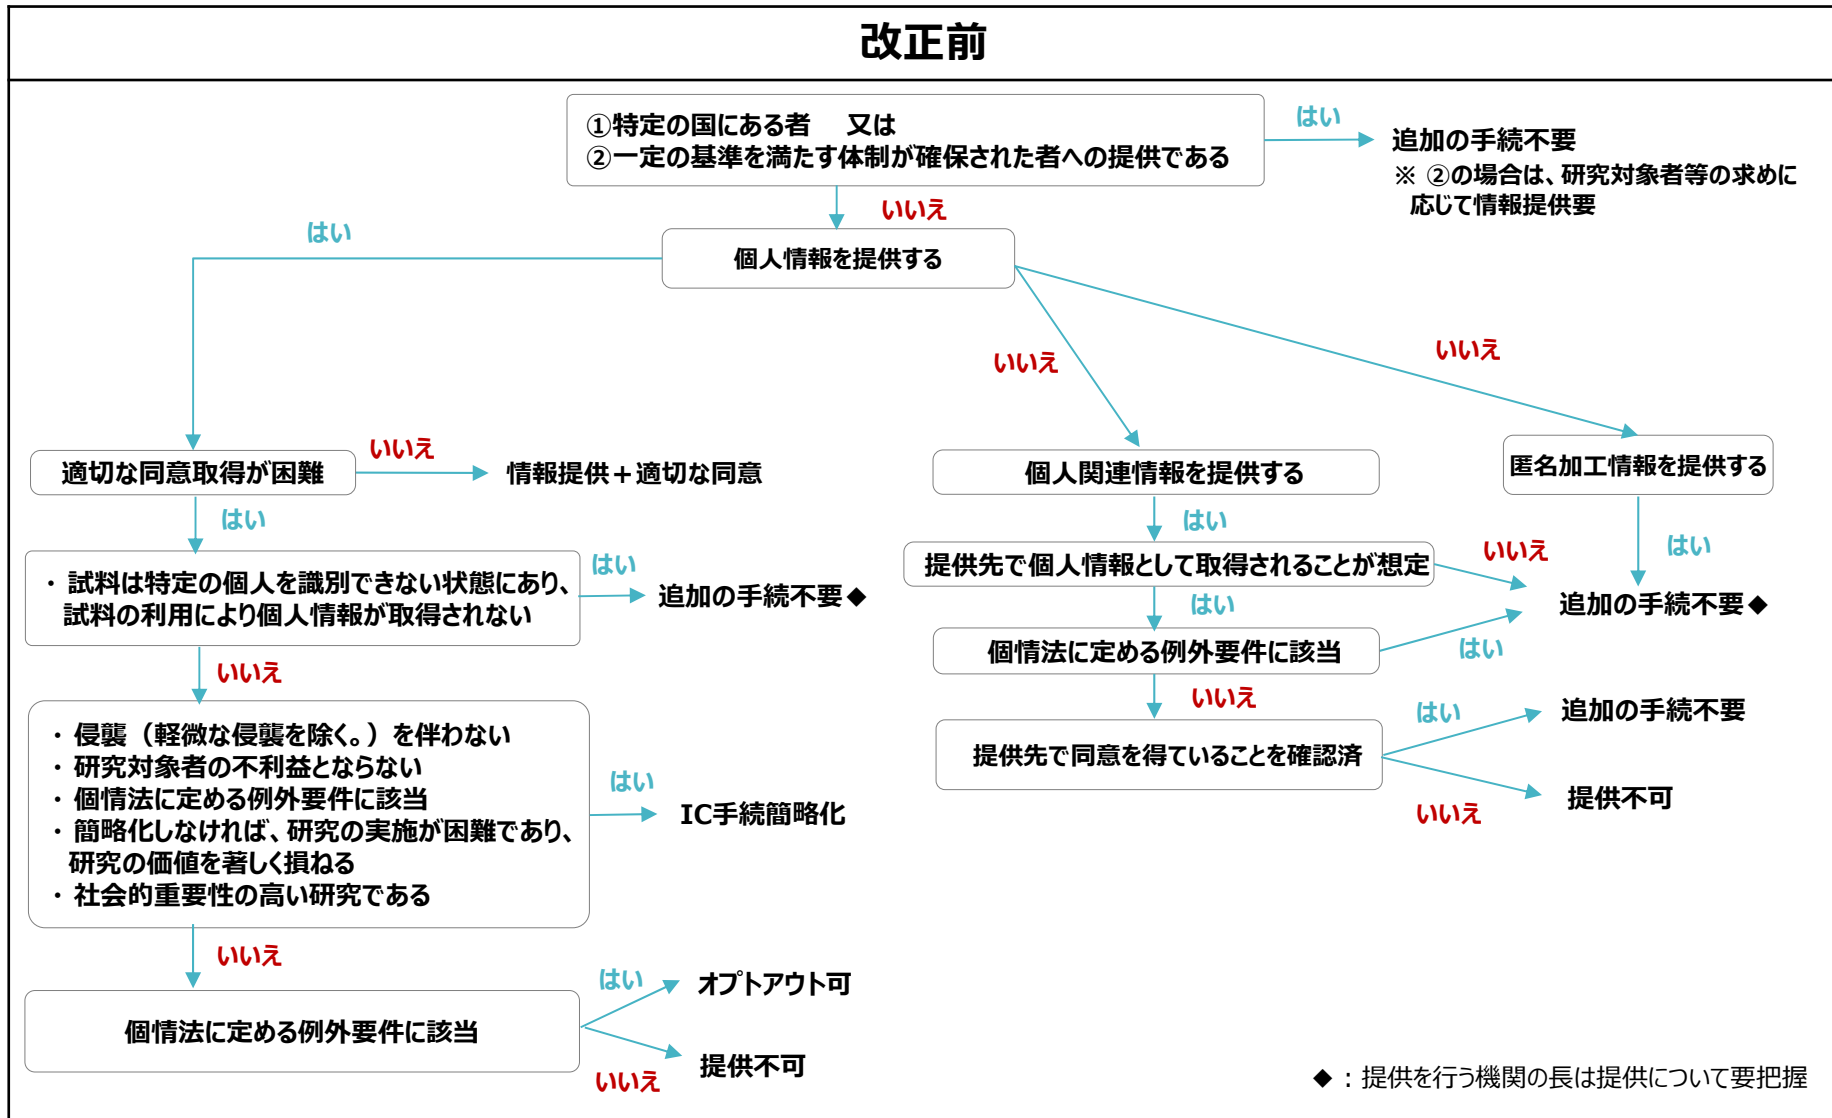 改正前
①特定の国にある者　又は
②一定の基準を満たす体制が確保された者への提供である
はい
追加の手続不要
※ ②の場合は、研究対象者等の求めに
応じて情報提供要
いいえ
個人情報を提供する
はい
いいえ
いいえ
適切な同意取得が困難
いいえ
情報提供＋適切な同意
はい
・ 試料は特定の個人を識別できない状態にあり、
試料の利用により個人情報が取得されない
はい
追加の手続不要◆
いいえ
・ 侵襲（軽微な侵襲を除く。）を伴わない
・ 研究対象者の不利益とならない
・ 個情法に定める例外要件に該当
・ 簡略化しなければ、研究の実施が困難であり、
研究の価値を著しく損ねる
・ 社会的重要性の高い研究である
はい
IC手続簡略化
いいえ
個情法に定める例外要件に該当
はい
オプトアウト可
いいえ
提供不可
個人関連情報を提供する
はい
提供先で個人情報として取得されることが想定
いいえ
はい
個情法に定める例外要件に該当
はい
いいえ
提供先で同意を得ていることを確認済
はい
追加の手続不要
いいえ
提供不可
匿名加工情報を提供する
はい
追加の手続不要◆
◆：提供を行う機関の長は提供について要把握